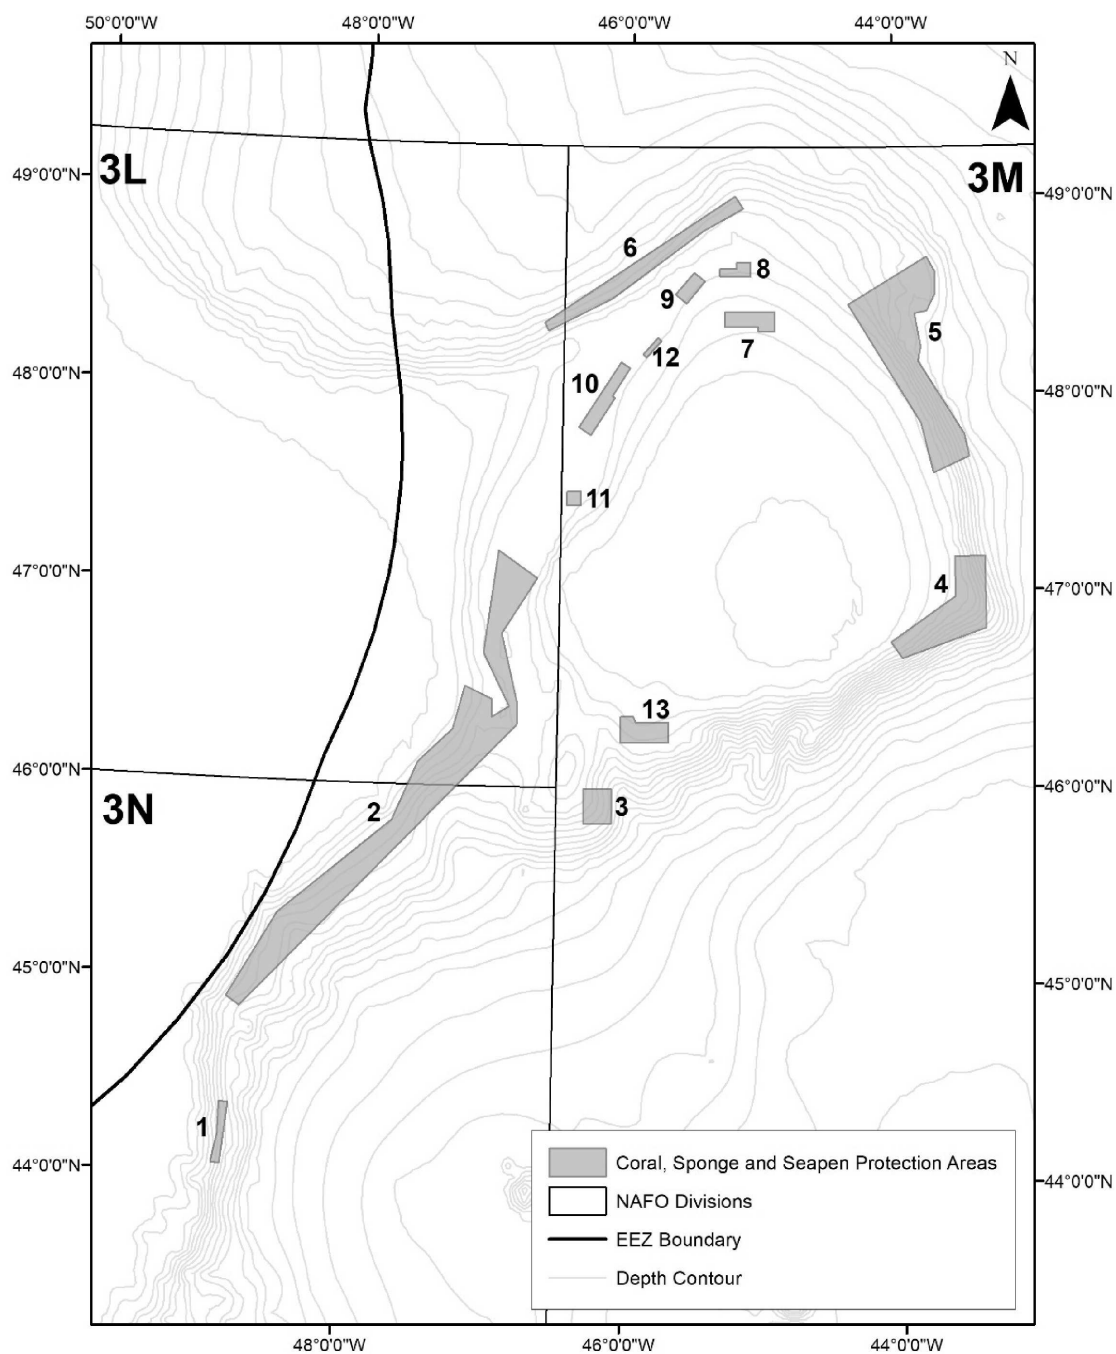 50°0'0"W 48°0'0"W 46°0'0"W 44°0'0"W
N
3L 3M
49°0'0"N 49°0'0"N
6
8
9
5
7
12
48°0'0"N 48°0'0"N
10
11
47°0'0"N 47°0'0"N
4
13
46°0'0"N 46°0'0"N
3N
2
3
45°0'0"N 45°0'0"N
1
44°0'0"N 44°0'0"N
Coral, Sponge and Seapen Protection Areas
NAFO Divisions
EEZ Boundary
Depth Contour
48°0'0"W 46°0'0"W 44°0'0"W